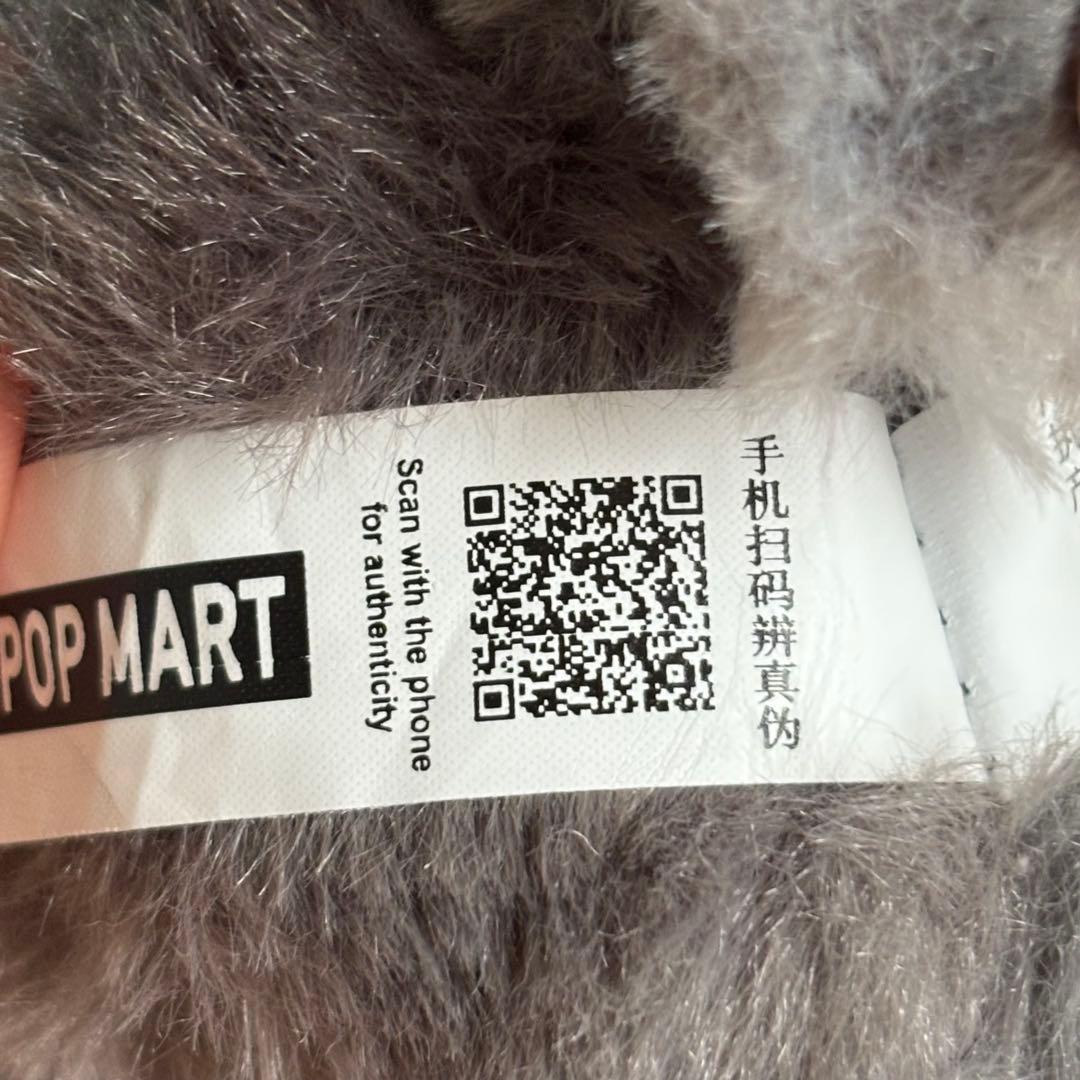 POP MART
Scan with the phone
for authenticity
手机扫码辨真伪